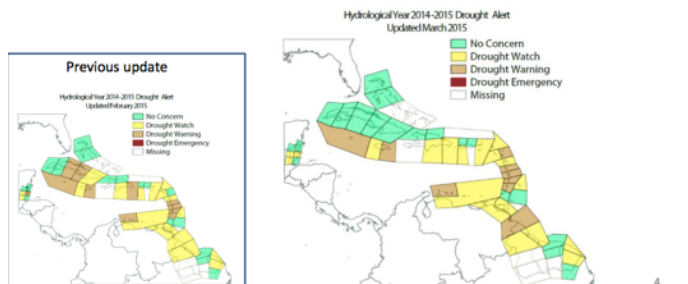 Previous update
Hydrological Year 2014-2015 Drought Alert
Updated February 2015
No Concern
Drought Watch
Drought Warning
Drought Emergency
Missing
Hydrological Year 2014-2015 Drought Alert
Updated March 2015
No Concern
Drought Watch
Drought Warning
Drought Emergency
Missing
4